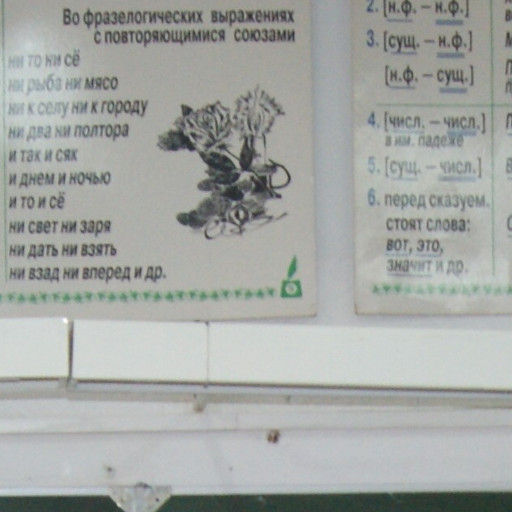 Во фразелогических выражениях
с повторяющимися союзами
ни то ни сё
ни рыба ни мясо
ни к селу ни к городу
ни два ни полтора
и так и сяк
и днем и ночью
и то и сё
ни свет ни заря
ни дать ни взять
ни взад ни вперед и др.
2. [н.ф. – н.ф.]
3. [сущ. – н.ф.]
[н.ф. – сущ.]
4. [числ. – числ.]
в им. падеже
5. [сущ. – числ.]
6. перед сказуем.
стоят слова:
вот, это,
значит и др.